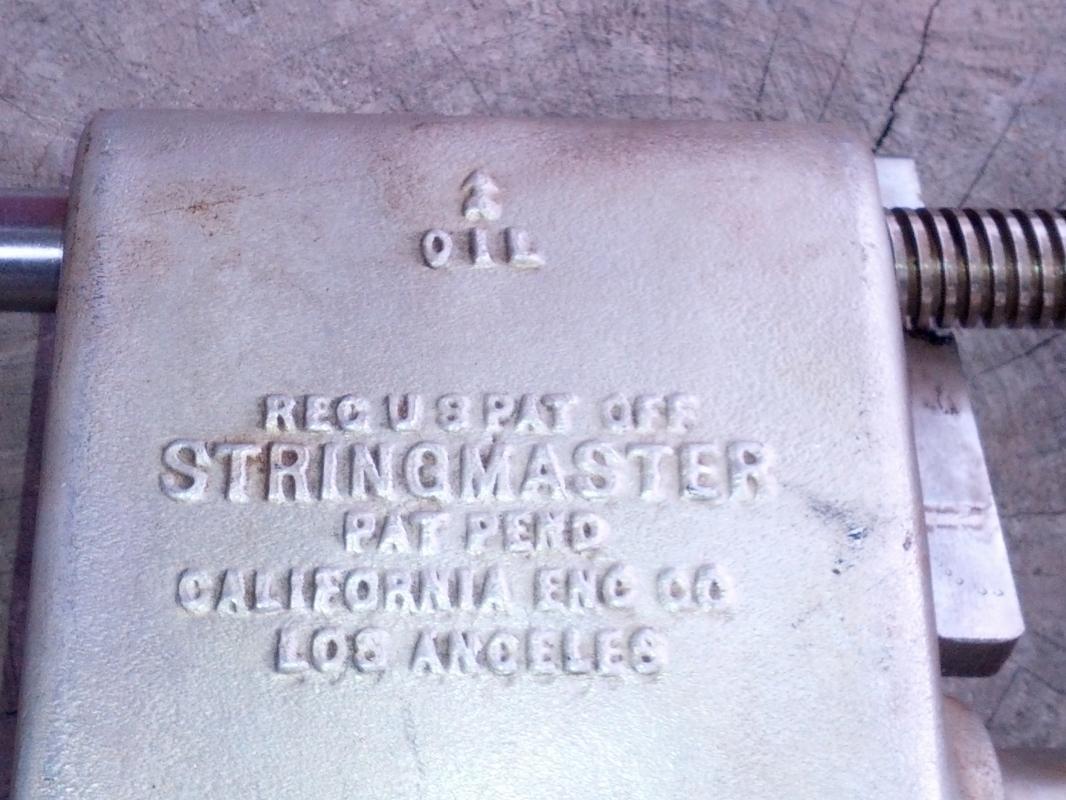 OIL
REG U S PAT OFF
STRINGMASTER
PAT PEND
CALIFORNIA ENG CO
LOS ANGELES